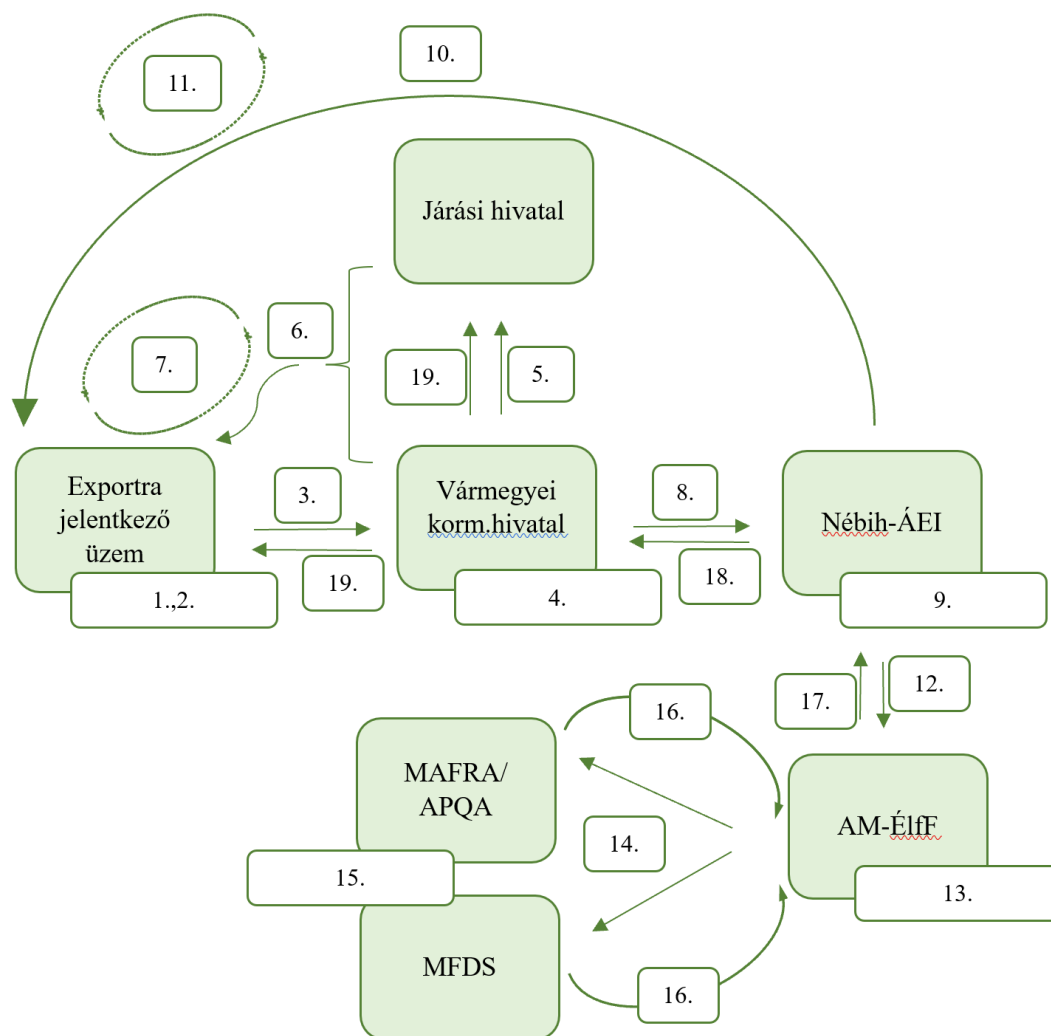 10.
11.
Járási hivatal
6.
7.
19.
5.
Exportra
jelentkező
üzem
3.
Vármegyei
korm.hivatal
8.
Nébih-ÁEI
19.
18.
1.,2.
4.
9.
12.
17.
16.
MAFRA/
APQA
14.
AM-ÉlfF
15.
13.
MFDS
16.